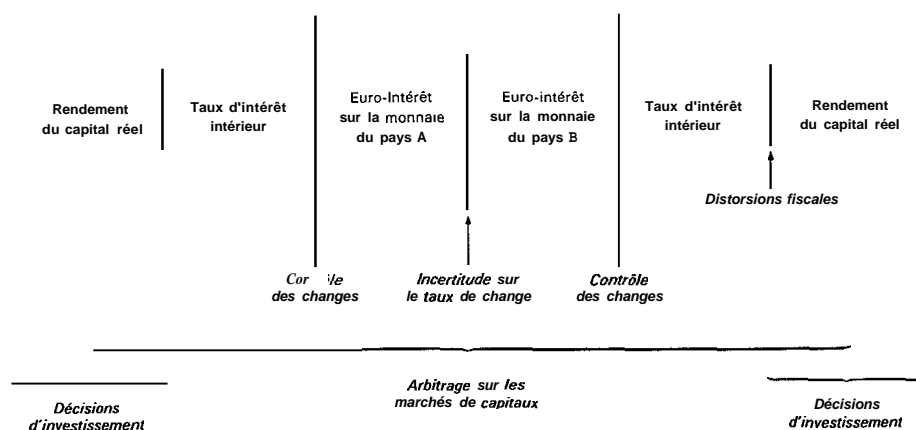 Rendement
du capital réel
Taux d'intérêt
intérieur
Euro-Intérêt
sur la monnaie
du pays A
Euro-intérêt
sur la monnaie
du pays B
Taux d'intérêt
intérieur
Rendement
du capital réel
Distorsions fiscales
des changes
Incertitude sur
le taux de change
Contrôle
des changes
Arbitrage sur les
marchés de capitaux
Décisions
d'investissement
Décisions
d'investissement